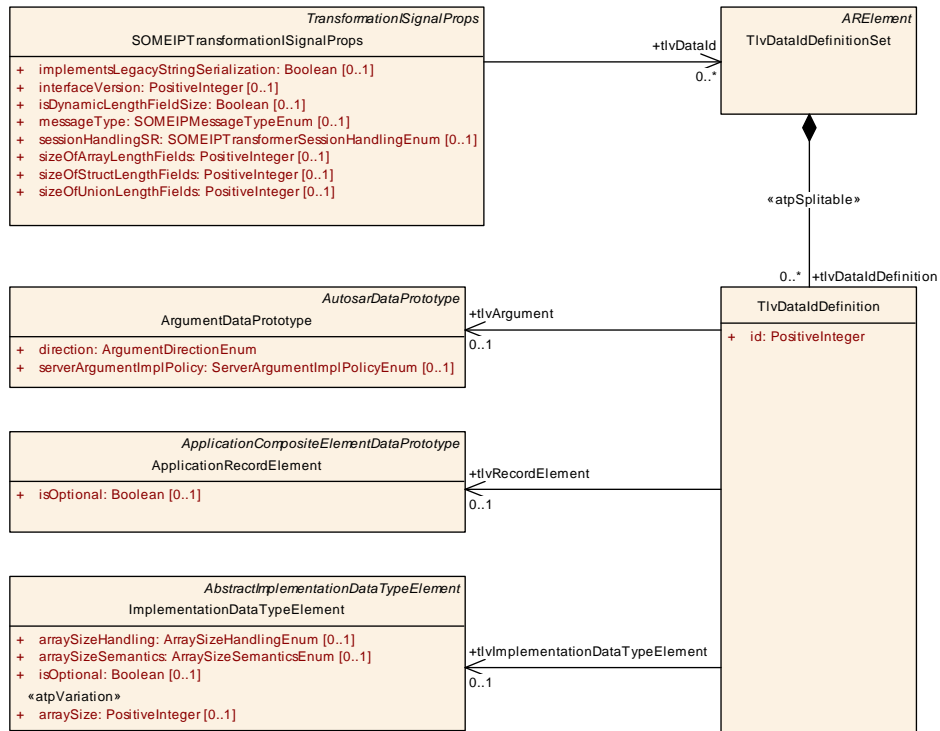 TransformationISignalProps
SOMEIPTransformationISignalProps
+ implementsLegacyStringSerialization: Boolean [0..1]
+ interfaceVersion: PositiveInteger [0..1]
+ isDynamicLengthFieldSize: Boolean [0..1]
+ messageType: SOMEIPMessageTypeEnum [0..1]
+ sessionHandlingSR: SOMEIPTransformerSessionHandlingEnum [0..1]
+ sizeOfArrayLengthFields: PositiveInteger [0..1]
+ sizeOfStructLengthFields: PositiveInteger [0..1]
+ sizeOfUnionLengthFields: PositiveInteger [0..1]
+tlvDataId
0..*
ARElement
TlvDataIdDefinitionSet
«atpSplitable»
0..* +tlvDataIdDefinition
AutosarDataPrototype
ArgumentDataPrototype
+ direction: ArgumentDirectionEnum
+ serverArgumentImplPolicy: ServerArgumentImplPolicyEnum [0..1]
+tlvArgument
0..1
TlvDataIdDefinition
+ id: PositiveInteger
ApplicationCompositeElementDataPrototype
ApplicationRecordElement
+ isOptional: Boolean [0..1]
+tlvRecordElement
0..1
AbstractImplementationDataTypeElement
ImplementationDataTypeElement
+ arraySizeHandling: ArraySizeHandlingEnum [0..1]
+ arraySizeSemantics: ArraySizeSemanticsEnum [0..1]
+ isOptional: Boolean [0..1]
«atpVariation»
+ arraySize: PositiveInteger [0..1]
+tlvImplementationDataTypeElement
0..1